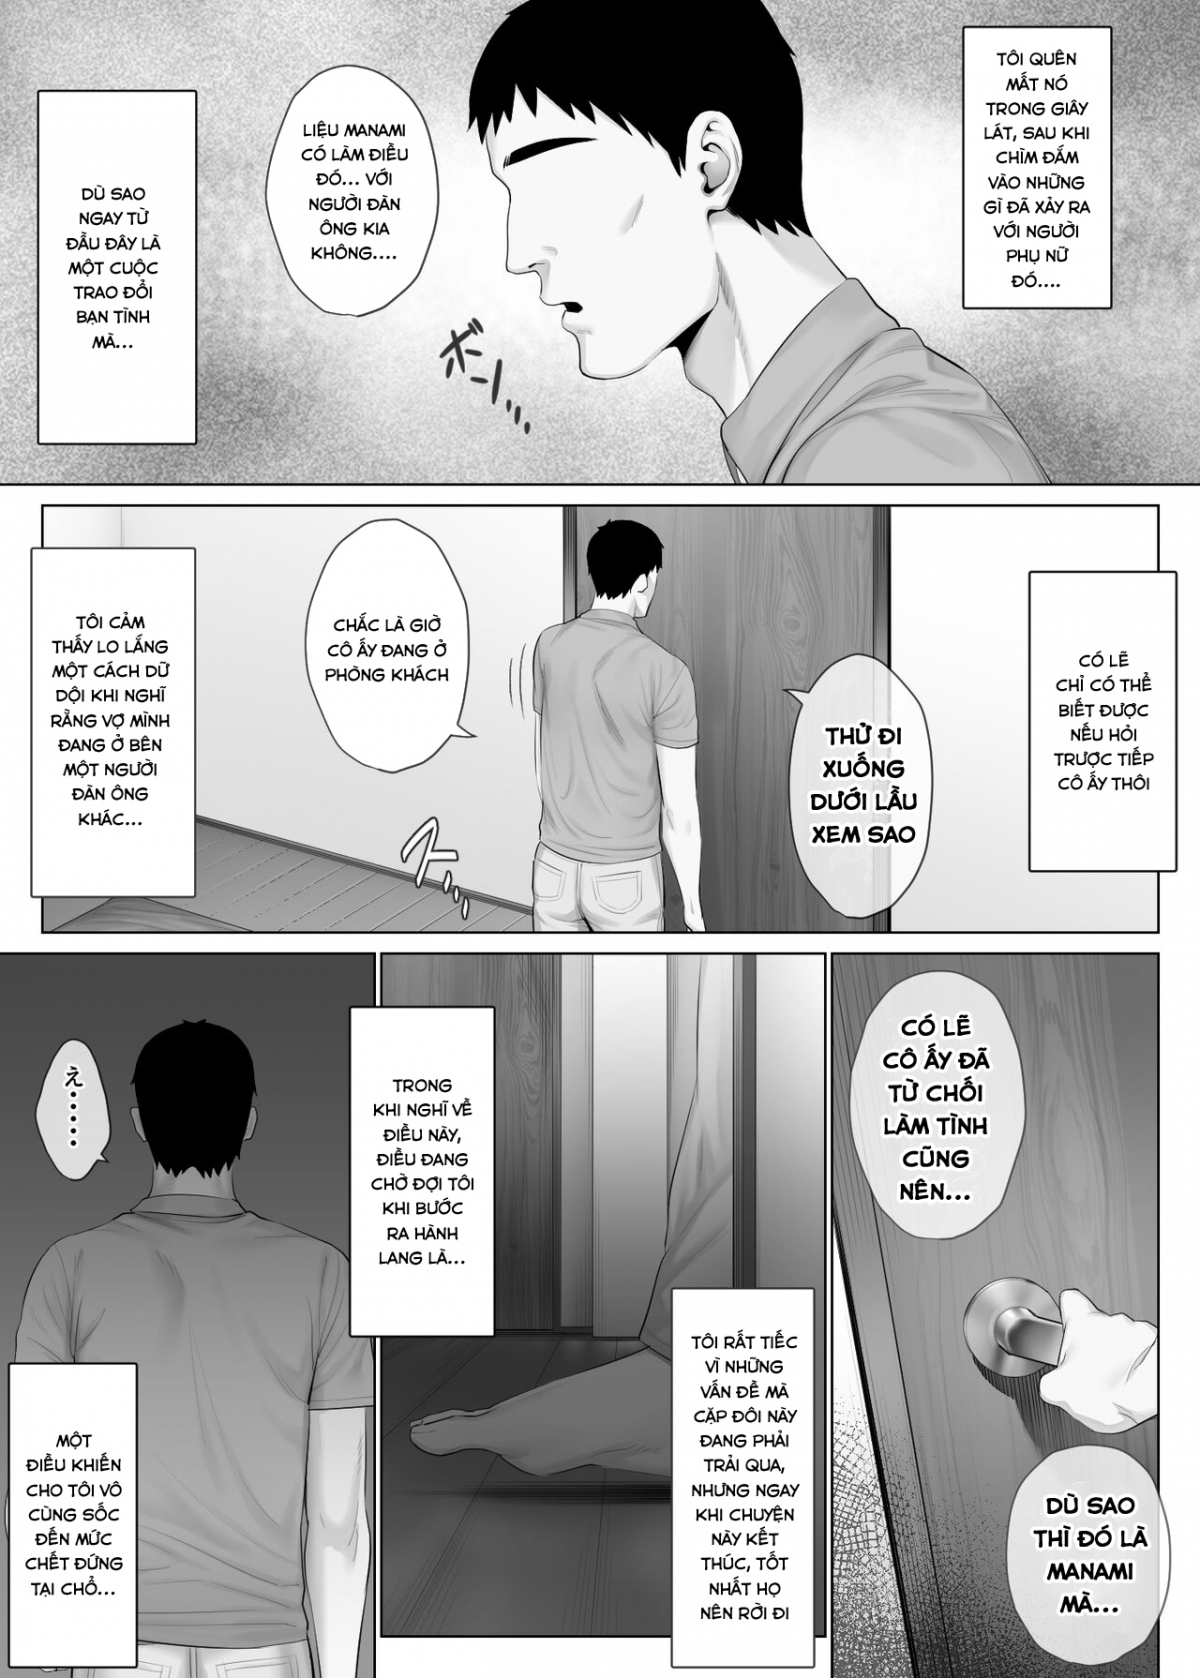 TÔI QUÊN
MẤT NÓ
TRONG GIÂY
LÁT, SAU KHI
CHÌM ĐẮM
VÀO NHỮNG
GÌ ĐÃ XẢY RA
VỚI NGƯỜI
PHỤ NỮ
ĐÓ....
LIỆU MANAMI
CÓ LÀM ĐIỀU
ĐÓ... VỚI
NGƯỜI ĐÀN
ÔNG KIA
KHÔNG....
ボソッ...
DÙ SAO
NGAY TỪ
ĐẦU ĐÂY LÀ
MỘT CUỘC
TRAO ĐỔI
BẠN TÌNH
MÀ...
CÓ LẼ
CHỈ CÓ THỂ
BIẾT ĐƯỢC
NẾU HỎI
TRƯỢC TIẾP
CÔ ẤY THÔI
THỬ ĐI
XUỐNG
DƯỚI LẦU
XEM SAO
CHẮC LÀ GIỜ
CÔ ẤY ĐANG Ở
PHÒNG KHÁCH
TÔI CẢM
THẤY LO LẮNG
MỘT CÁCH DỮ
DỘI KHI NGHĨ
RẰNG VỢ MÌNH
ĐANG Ở BÊN
MỘT NGƯỜI
ĐÀN ÔNG
KHÁC...
CÓ LẼ
CÔ ẤY ĐÃ
TỪ CHỐI
LÀM TÌNH
CŨNG
NÊN...
DÙ SAO
THÌ ĐÓ LÀ
MANAMI
MÀ...
TÔI RẤT TIẾC
VÌ NHỮNG
VẤN ĐỀ MÀ
CẶP ĐÔI NÀY
ĐANG PHẢI
TRẢI QUA,
NHƯNG NGAY
KHI CHUYỆN
NÀY KẾT
THÚC, TỐT
NHẤT HỌ
NÊN RỜI ĐI
TRONG
KHI NGHĨ VỀ
ĐIỀU NÀY,
ĐIỀU ĐANG
CHỜ ĐỢI TÔI
KHI BƯỚC
RA HÀNH
LANG LÀ...
え……
MỘT
ĐIỀU KHIẾN
CHO TÔI VÔ
CÙNG SỐC
ĐẾN MỨC
CHẾT ĐỨNG
TẠI CHỔ...